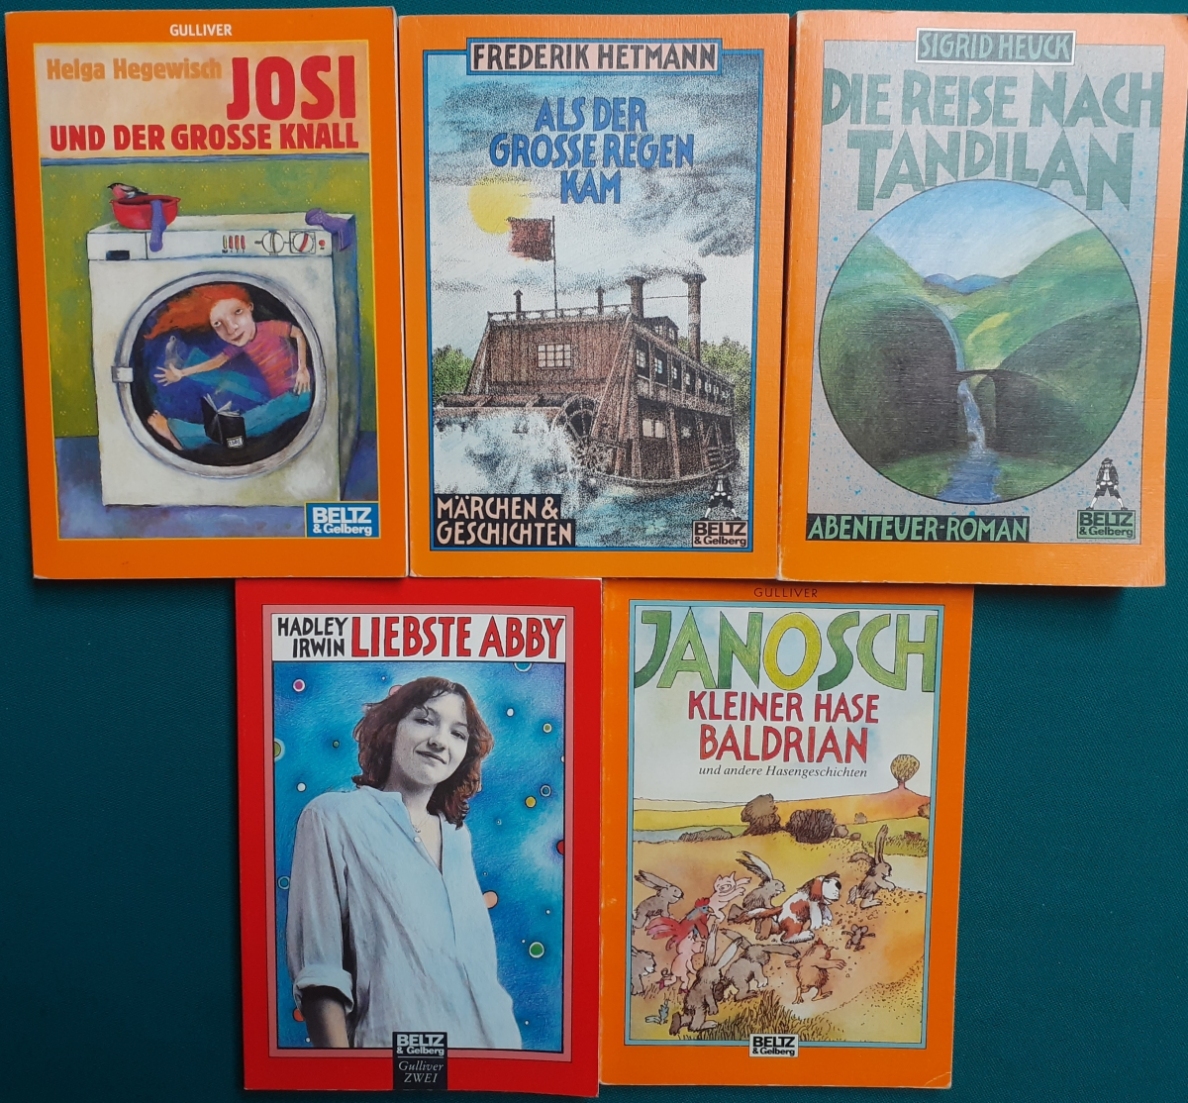 GULLIVER
Helga Hegewisch JOSI
UND DER GROSSE KNALL
BELTZ
& Gelberg
FREDERIK HETMANN
ALS DER
GROSSE REGEN
KAM
MÄRCHEN &
GESCHICHTEN
BELTZ
& Gelberg
SIGRID HEUCK
DIE REISE NACH
TANDILAN
ABENTEUER-ROMAN
BELTZ
& Gelberg
HADLEY
IRWIN LIEBSTE ABBY
BELTZ
& Gelberg
Gulliver
ZWEI
GULLIVER
JANOSCH
KLEINER HASE
BALDRIAN
und andere Hasengeschichten
BELTZ
& Gelberg